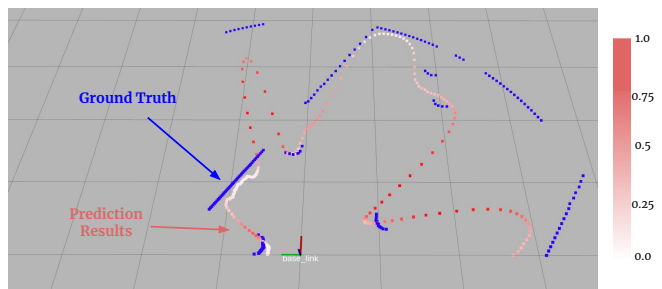 Ground Truth
Prediction
Results
base_link
1.0
0.75
0.5
0.25
0.0